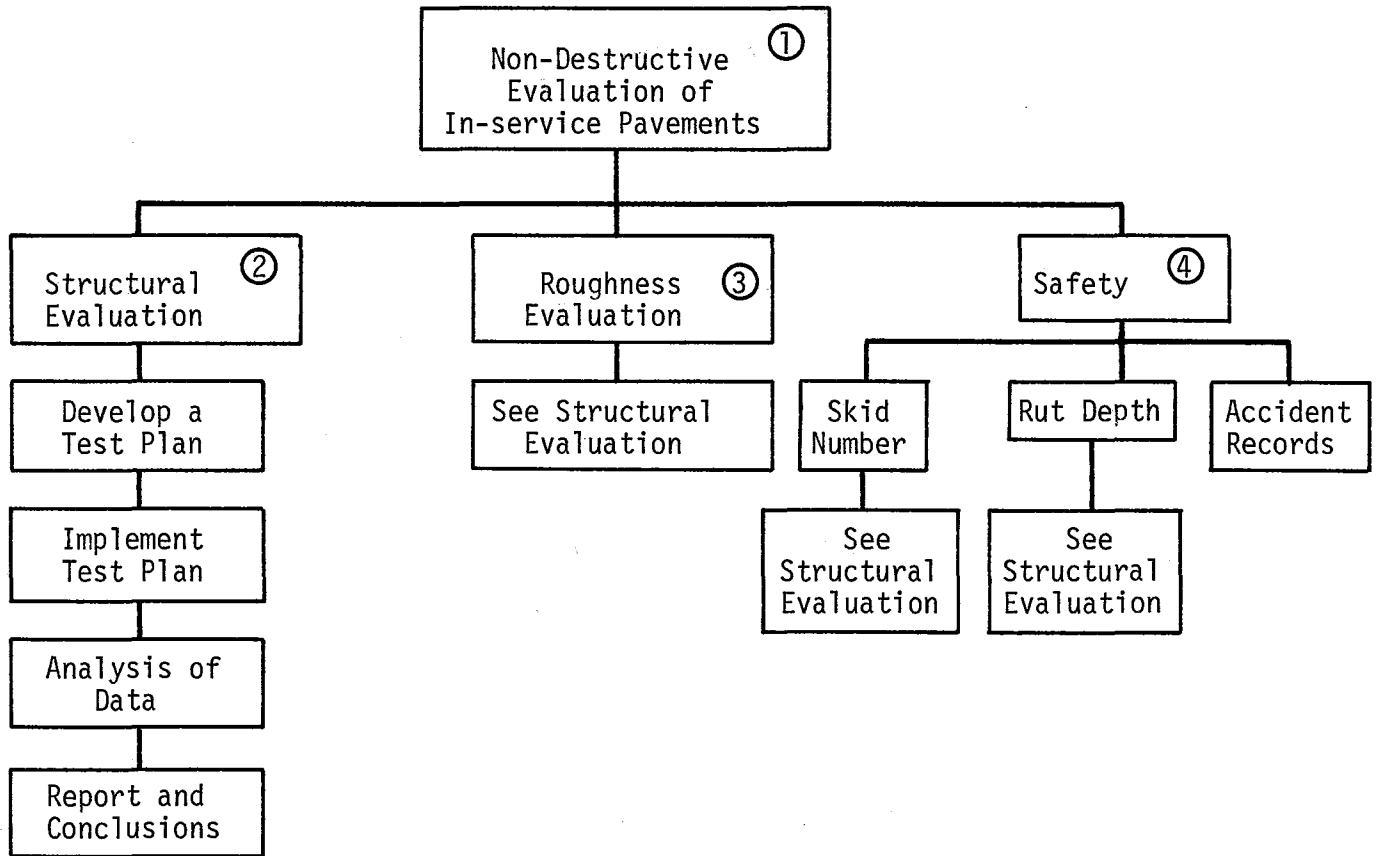 ①
Non-Destructive
Evaluation of
In-service Pavements
②
Structural
Evaluation
③
Roughness
Evaluation
④
Safety
Develop a
Test Plan
See Structural
Evaluation
Skid
Number
Rut Depth
Accident
Records
Implement
Test Plan
See
Structural
Evaluation
See
Structural
Evaluation
Analysis of
Data
Report and
Conclusions